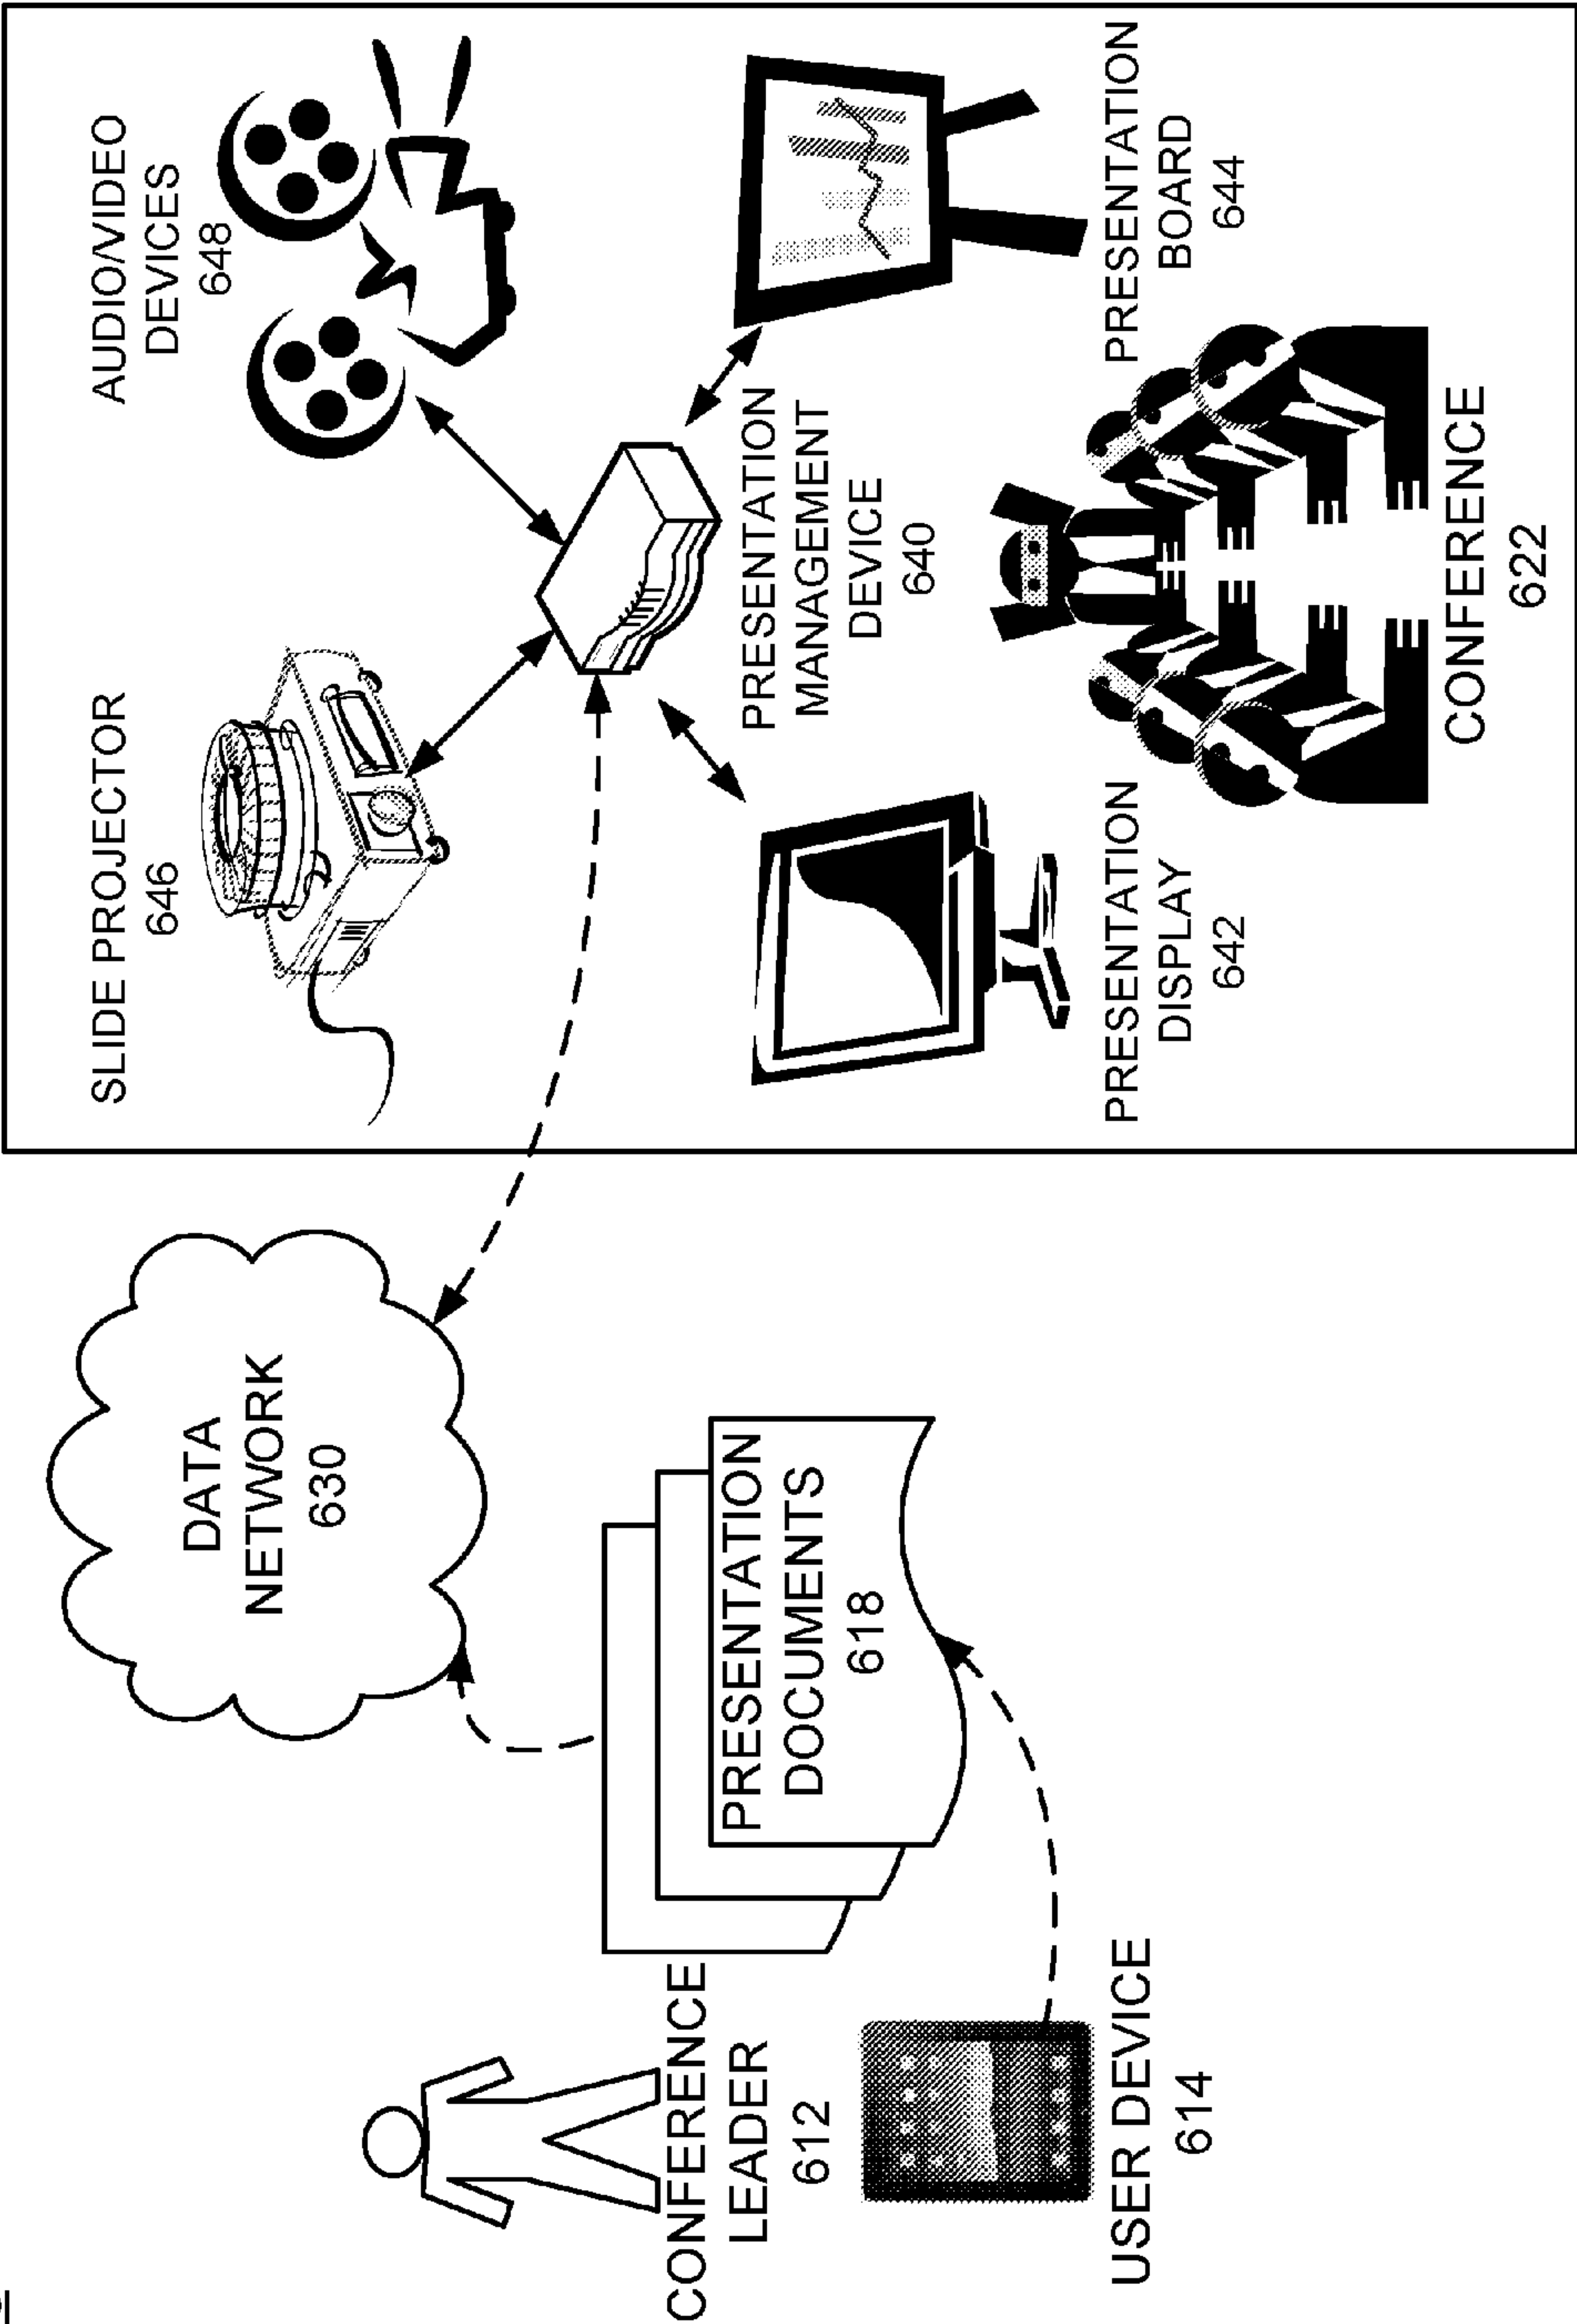 CONFERENCE
LEADER
612
USER DEVICE
614
PRESENTATION
DOCUMENTS
618
DATA
NETWORK
630
SLIDE PROJECTOR
646
AUDIO/VIDEO
DEVICES
648
PRESENTATION
MANAGEMENT
DEVICE
640
PRESENTATION
DISPLAY
642
PRESENTATION
BOARD
644
CONFERENCE
622